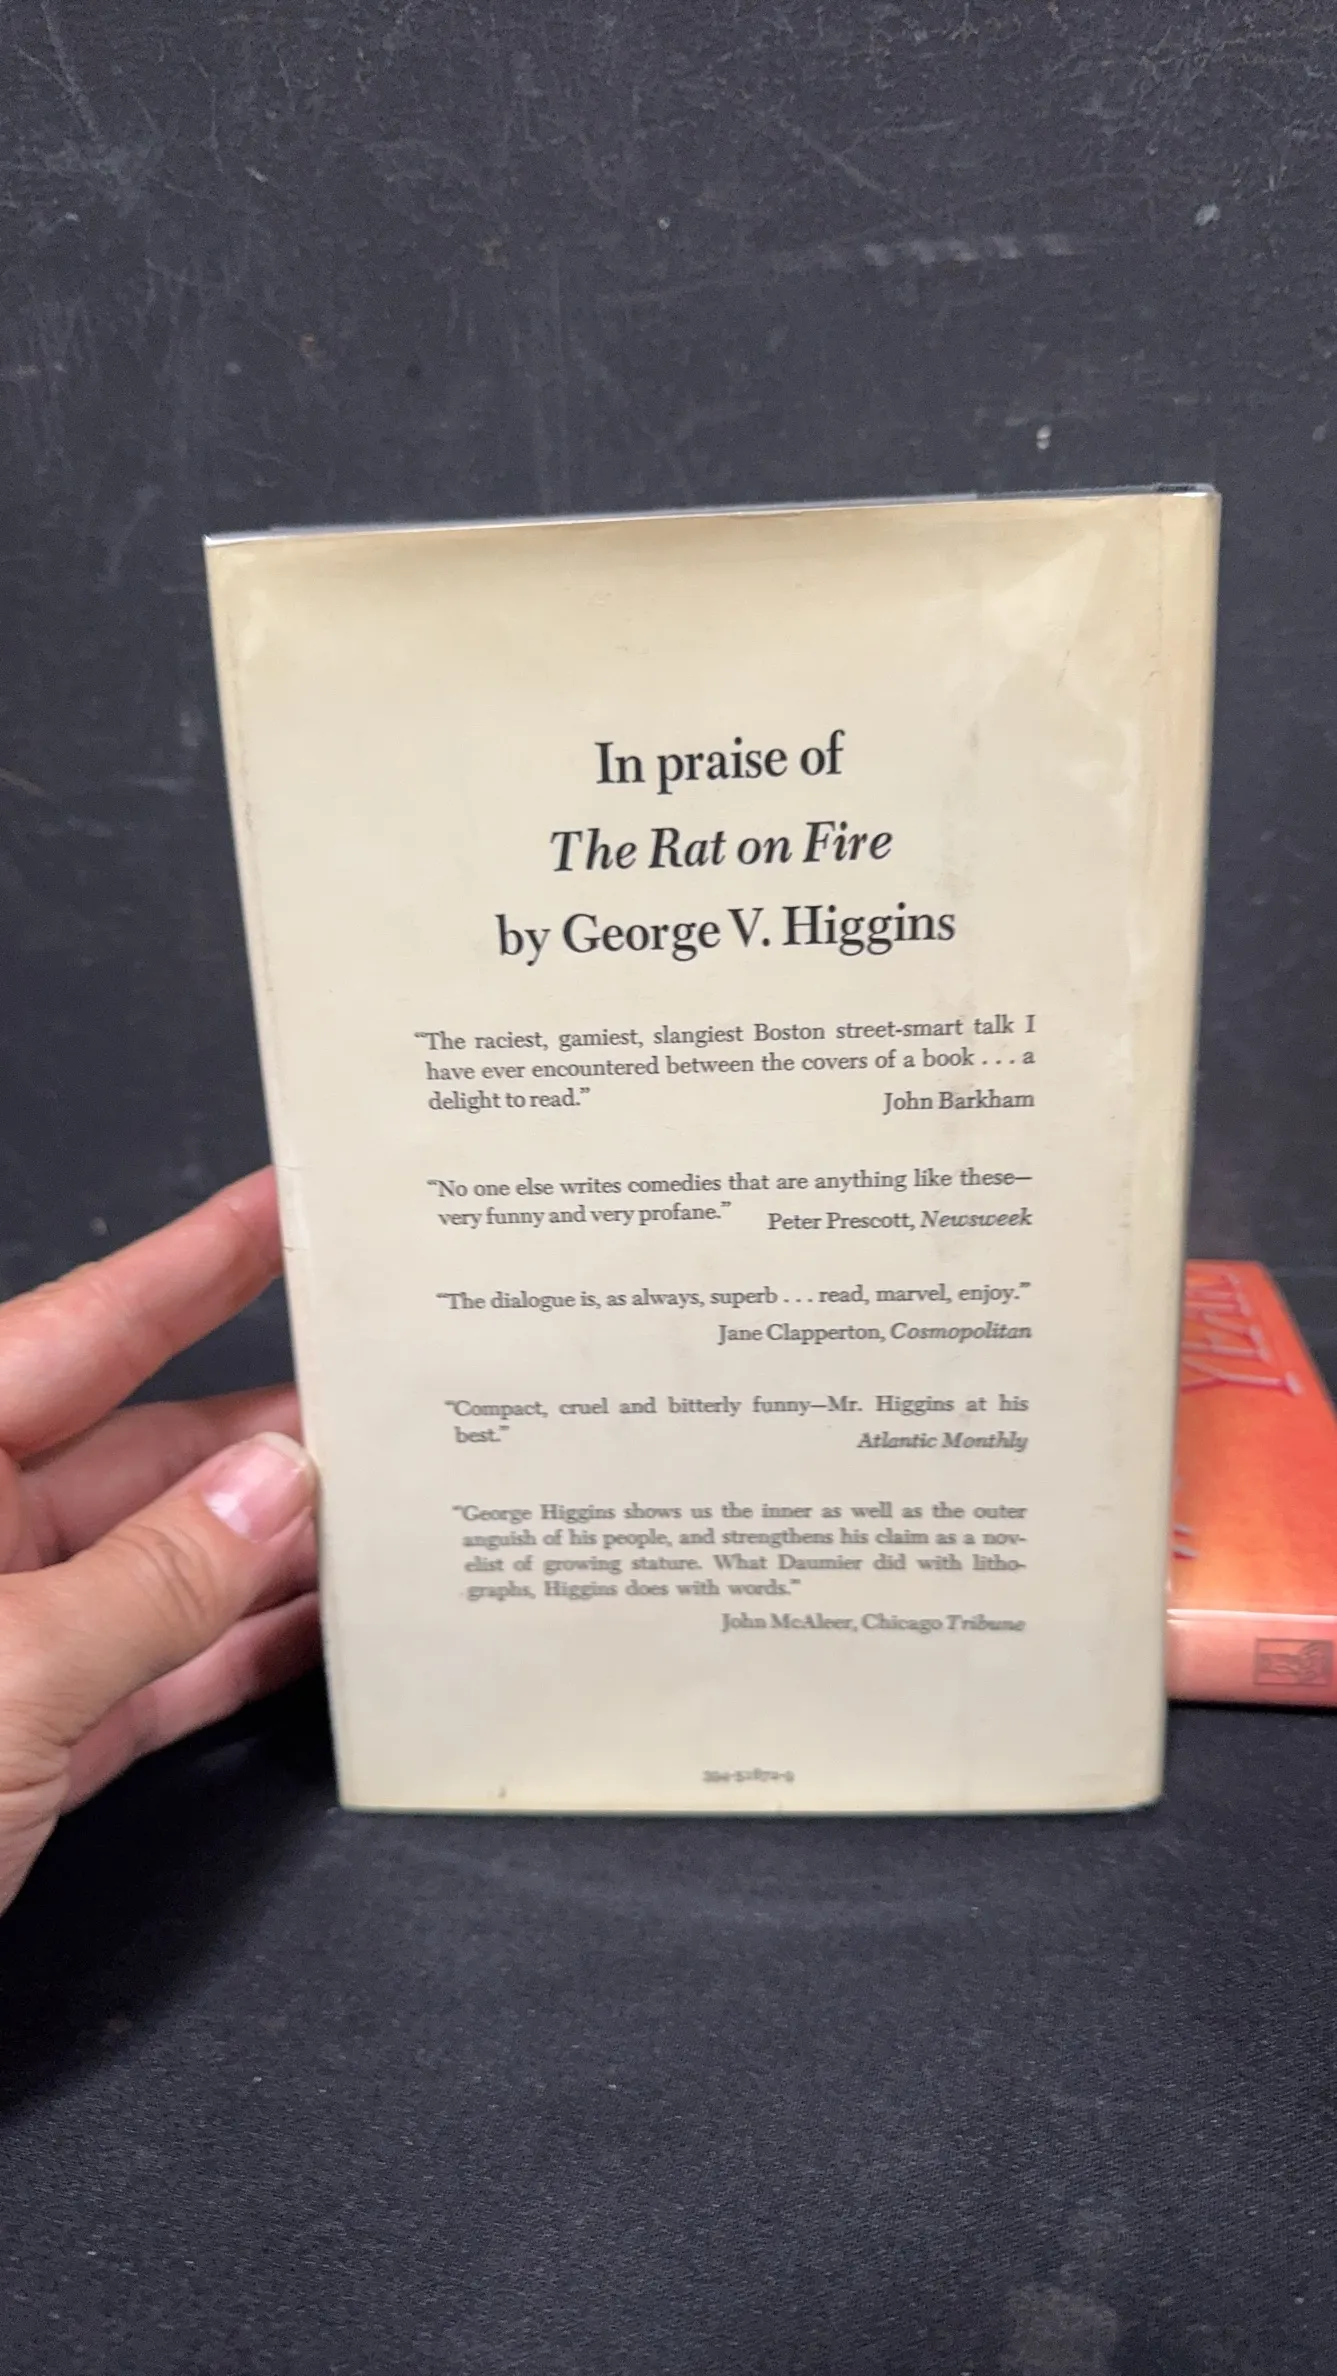 In praise of
The Rat on Fire
by George V. Higgins
“The raciest, gamiest, slangiest Boston street-smart talk I
have ever encountered between the covers of a book . . . a
delight to read.” John Barkham
“No one else writes comedies that are anything like these—
very funny and very profane.” Peter Prescott, Newsweek
“The dialogue is, as always, superb . . . read, marvel, enjoy.”
Jane Clapperton, Cosmopolitan
“Compact, cruel and bitterly funny—Mr. Higgins at his
best.” Atlantic Monthly
“George Higgins shows us the inner as well as the outer
anguish of his people, and strengthens his claim as a nov-
elist of growing stature. What Daumier did with litho-
graphs, Higgins does with words.”
John McAleer, Chicago Tribune